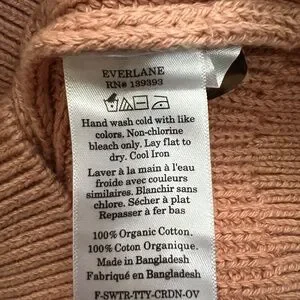 EVERLANE
RN# 139393
Hand wash cold with like
colors. Non-chlorine
bleach only. Lay flat to
dry. Cool Iron
Laver à la main à l'eau
froide avec couleurs
similaires. Blanchir sans
chlore. Sécher à plat
Repasser à fer bas
100% Organic Cotton.
100% Coton Organique.
Made in Bangladesh
Fabriqué en Bangladesh
F-SWTR-TTY-CRDN-OV